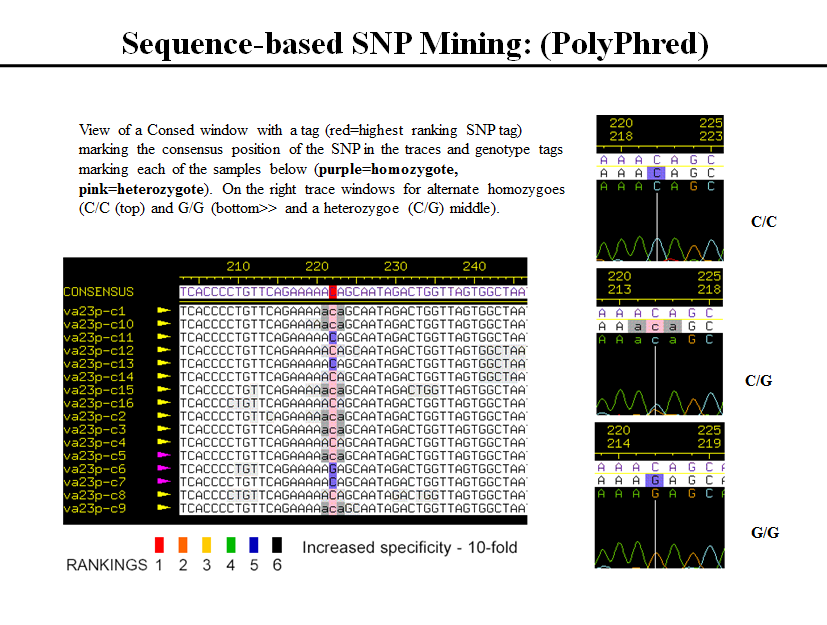 Sequence-based SNP Mining: (PolyPhred)
View of a Consed window with a tag (red=highest ranking SNP tag)
marking the consensus position of the SNP in the traces and genotype tags
marking each of the samples below (purple=homozygote,
pink=heterozygote). On the right trace windows for alternate homozygoes
(C/C (top) and G/G (bottom>> and a heterozygoe (C/G) middle).
210 220 230 240
CONSENSUS TCACCCCTGTTCAGAAAAA AGCAATAGACTGGTTAGTGGCTAA
va23p-c1 TCACCCCTGTTCAGAAAAacaGCAATAGACTGGTTAGTGGCTAA
va23p-c10 TCACCCCTGTTCAGAAAAacaGCAATAGACTGGTTAGTGGCTAA
va23p-c11 TCACCCCTGTTCAGAAAAACAGCAATAGACTGGTTAGTGGCTAA
va23p-c12 TCACCCCTGTTCAGAAAAACAGCAATAGACTGGTTAGTGGCTAA
va23p-c13 TCACCCCTGTTCAGAAAAACAGCAATAGACTGGTTAGTGGCTAA
va23p-c14 TCACCCCTGTTCAGAAAAACAGCAATAGACTGGTTAGTGGCTAA
va23p-c15 TCACCCCTGTTCAGAAAAacaGCAATAGACTGGTTAGTGGCTAA
va23p-c16 TCACCCCTGTTCAGAAAAACAGCAATAGACTGGTTAGTGGCTAA
va23p-c2 TCACCCCTGTTCAGAAAAacaGCAATAGACTGGTTAGTGGCTAA
va23p-c3 TCACCCCTGTTCAGAAAAacaGCAATAGACTGGTTAGTGGCTAA
va23p-c4 TCACCCCTGTTCAGAAAAACAGCAATAGACTGGTTAGTGGCTAA
va23p-c5 TCACCCCTGTTCAGAAAAacaGCAATAGACTGGTTAGTGGCTAA
va23p-c6 TCACCCCTGTTCAGAAAAAGAGCAATAGACTGGTTAGTGGCTAA
va23p-c7 TCACCCCTGTTCAGAAAAACAGCAATAGACTGGTTAGTGGCTAA
va23p-c8 TCACCCCTGTTCAGAAAAACAGCAATAGACTGGTTAGTGGCTAA
va23p-c9 TCACCCCTGTTCAGAAAAacaGCAATAGACTGGTTAGTGGCTAA
RANKINGS 1 2 3 4 5 6 Increased specificity - 10-fold
220 225
218 223
A A A C A G C
A A A C A G C
A A A C A G C
C/C
220 225
213 218
A A A C A G C
A A a c a G C
A A a c a G C
C/G
220 225
214 219
A A A C A G C
A A A G A G C
A A A G A G C
G/G